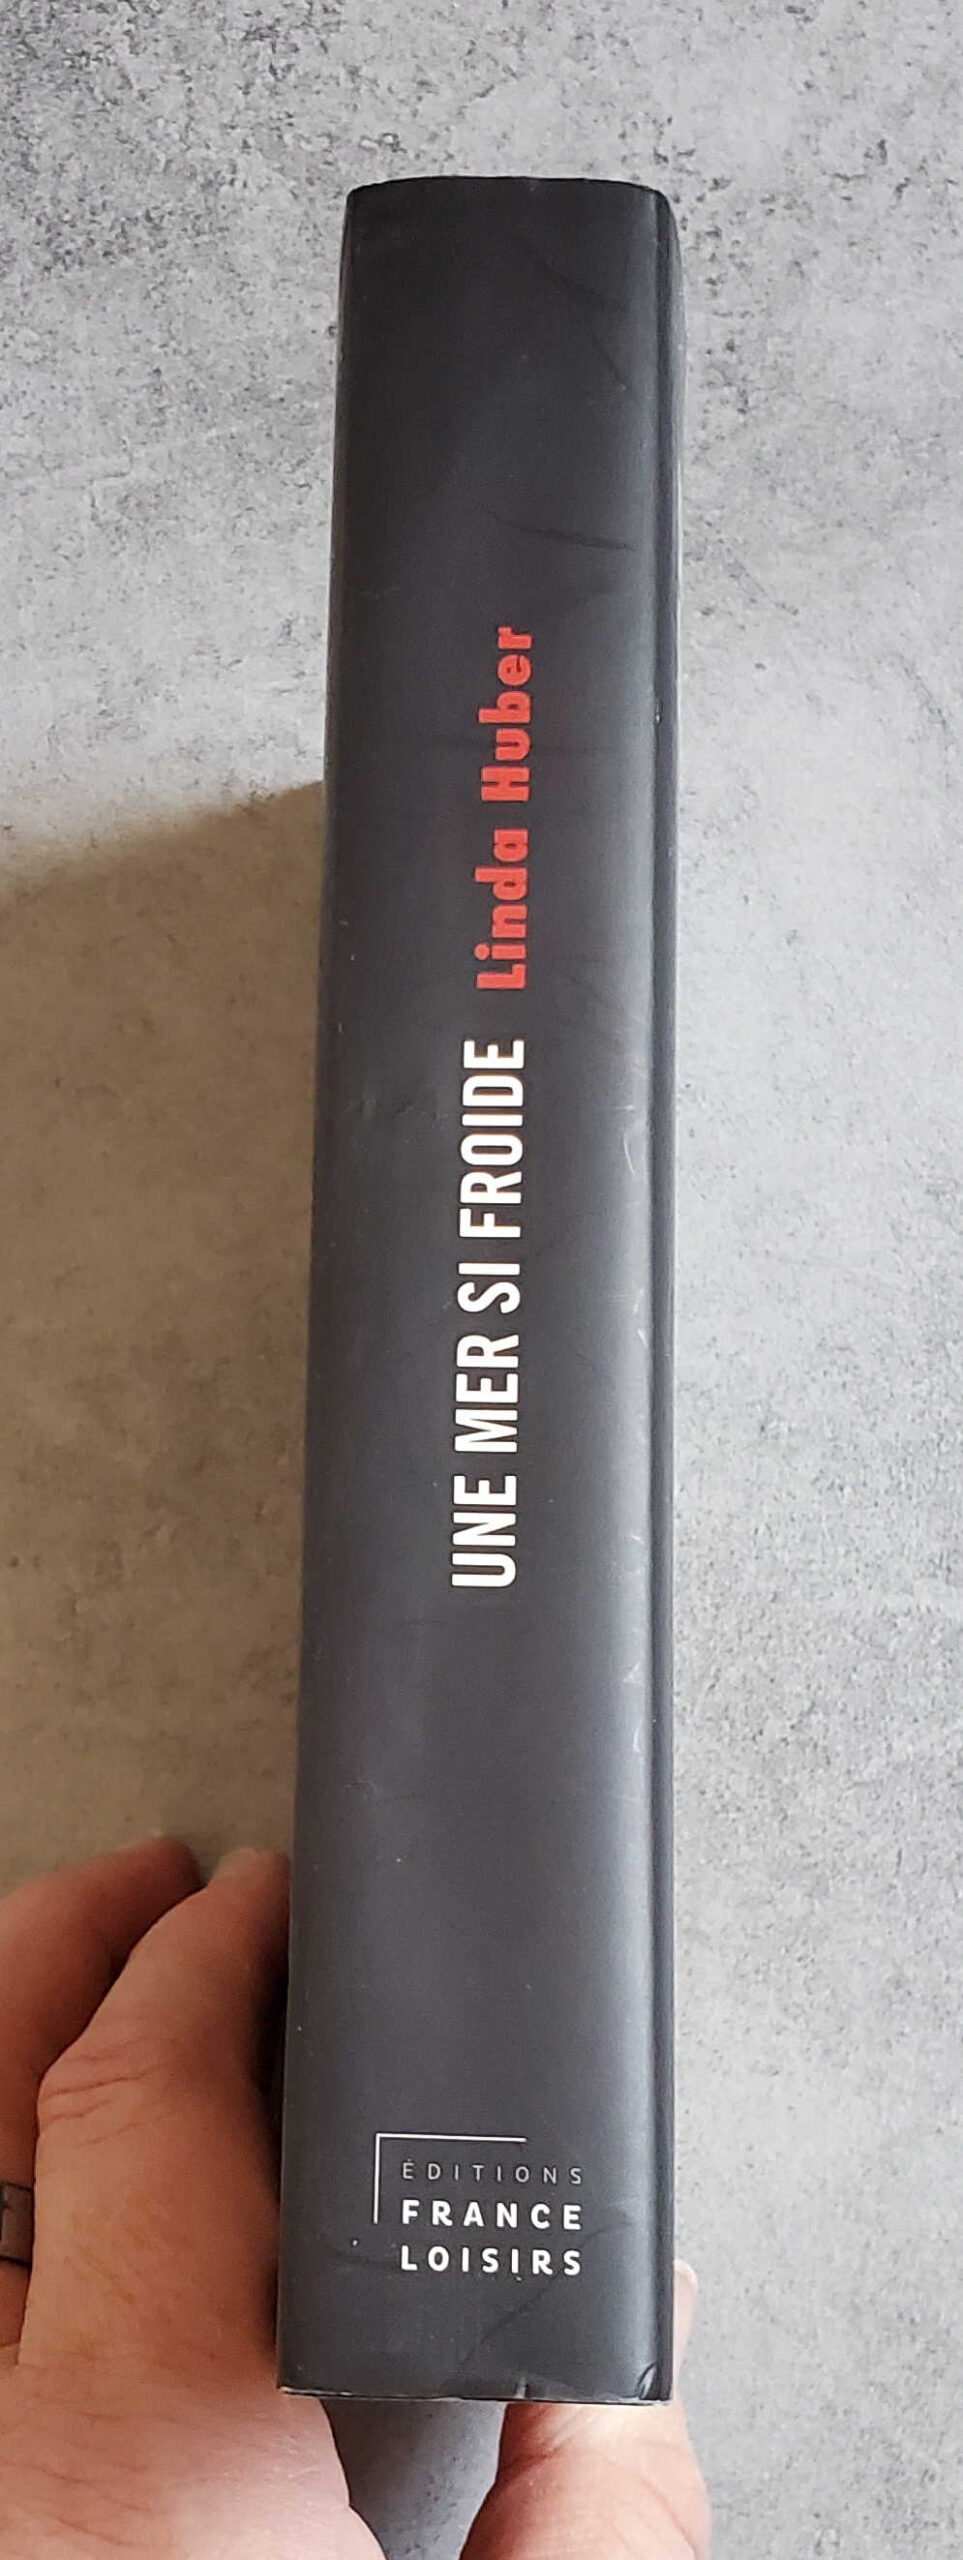 UNE MER SI FROIDE Linda Huber
ÉDITIONS
FRANCE
LOISIRS